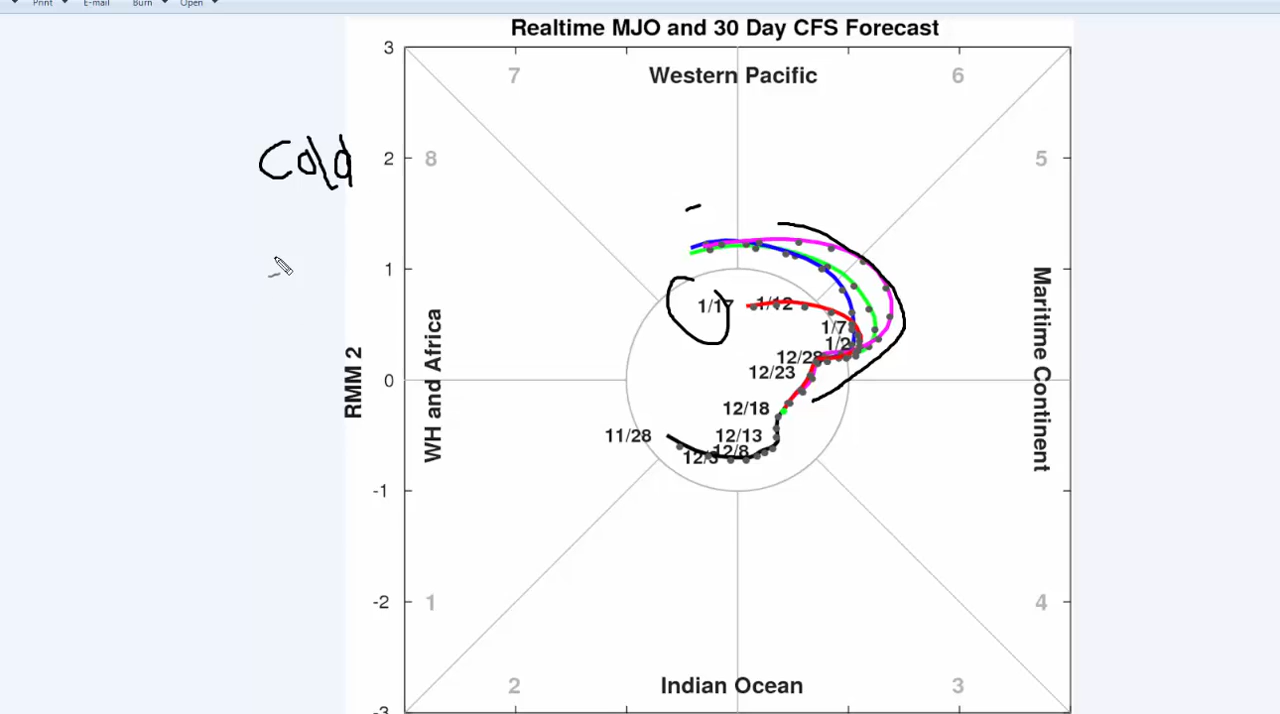 Print E-mail Burn Open
Realtime MJO and 30 Day CFS Forecast
3
7 Western Pacific 6
Cold
2 8 5
1
1/17 1/12
1/7
1/2
12/28
12/23
RMM 2
0
WH and Africa
Maritime Continent
12/18
11/28 12/13
12/8
12/3
-1
-2 1 4
2 Indian Ocean 3
-3